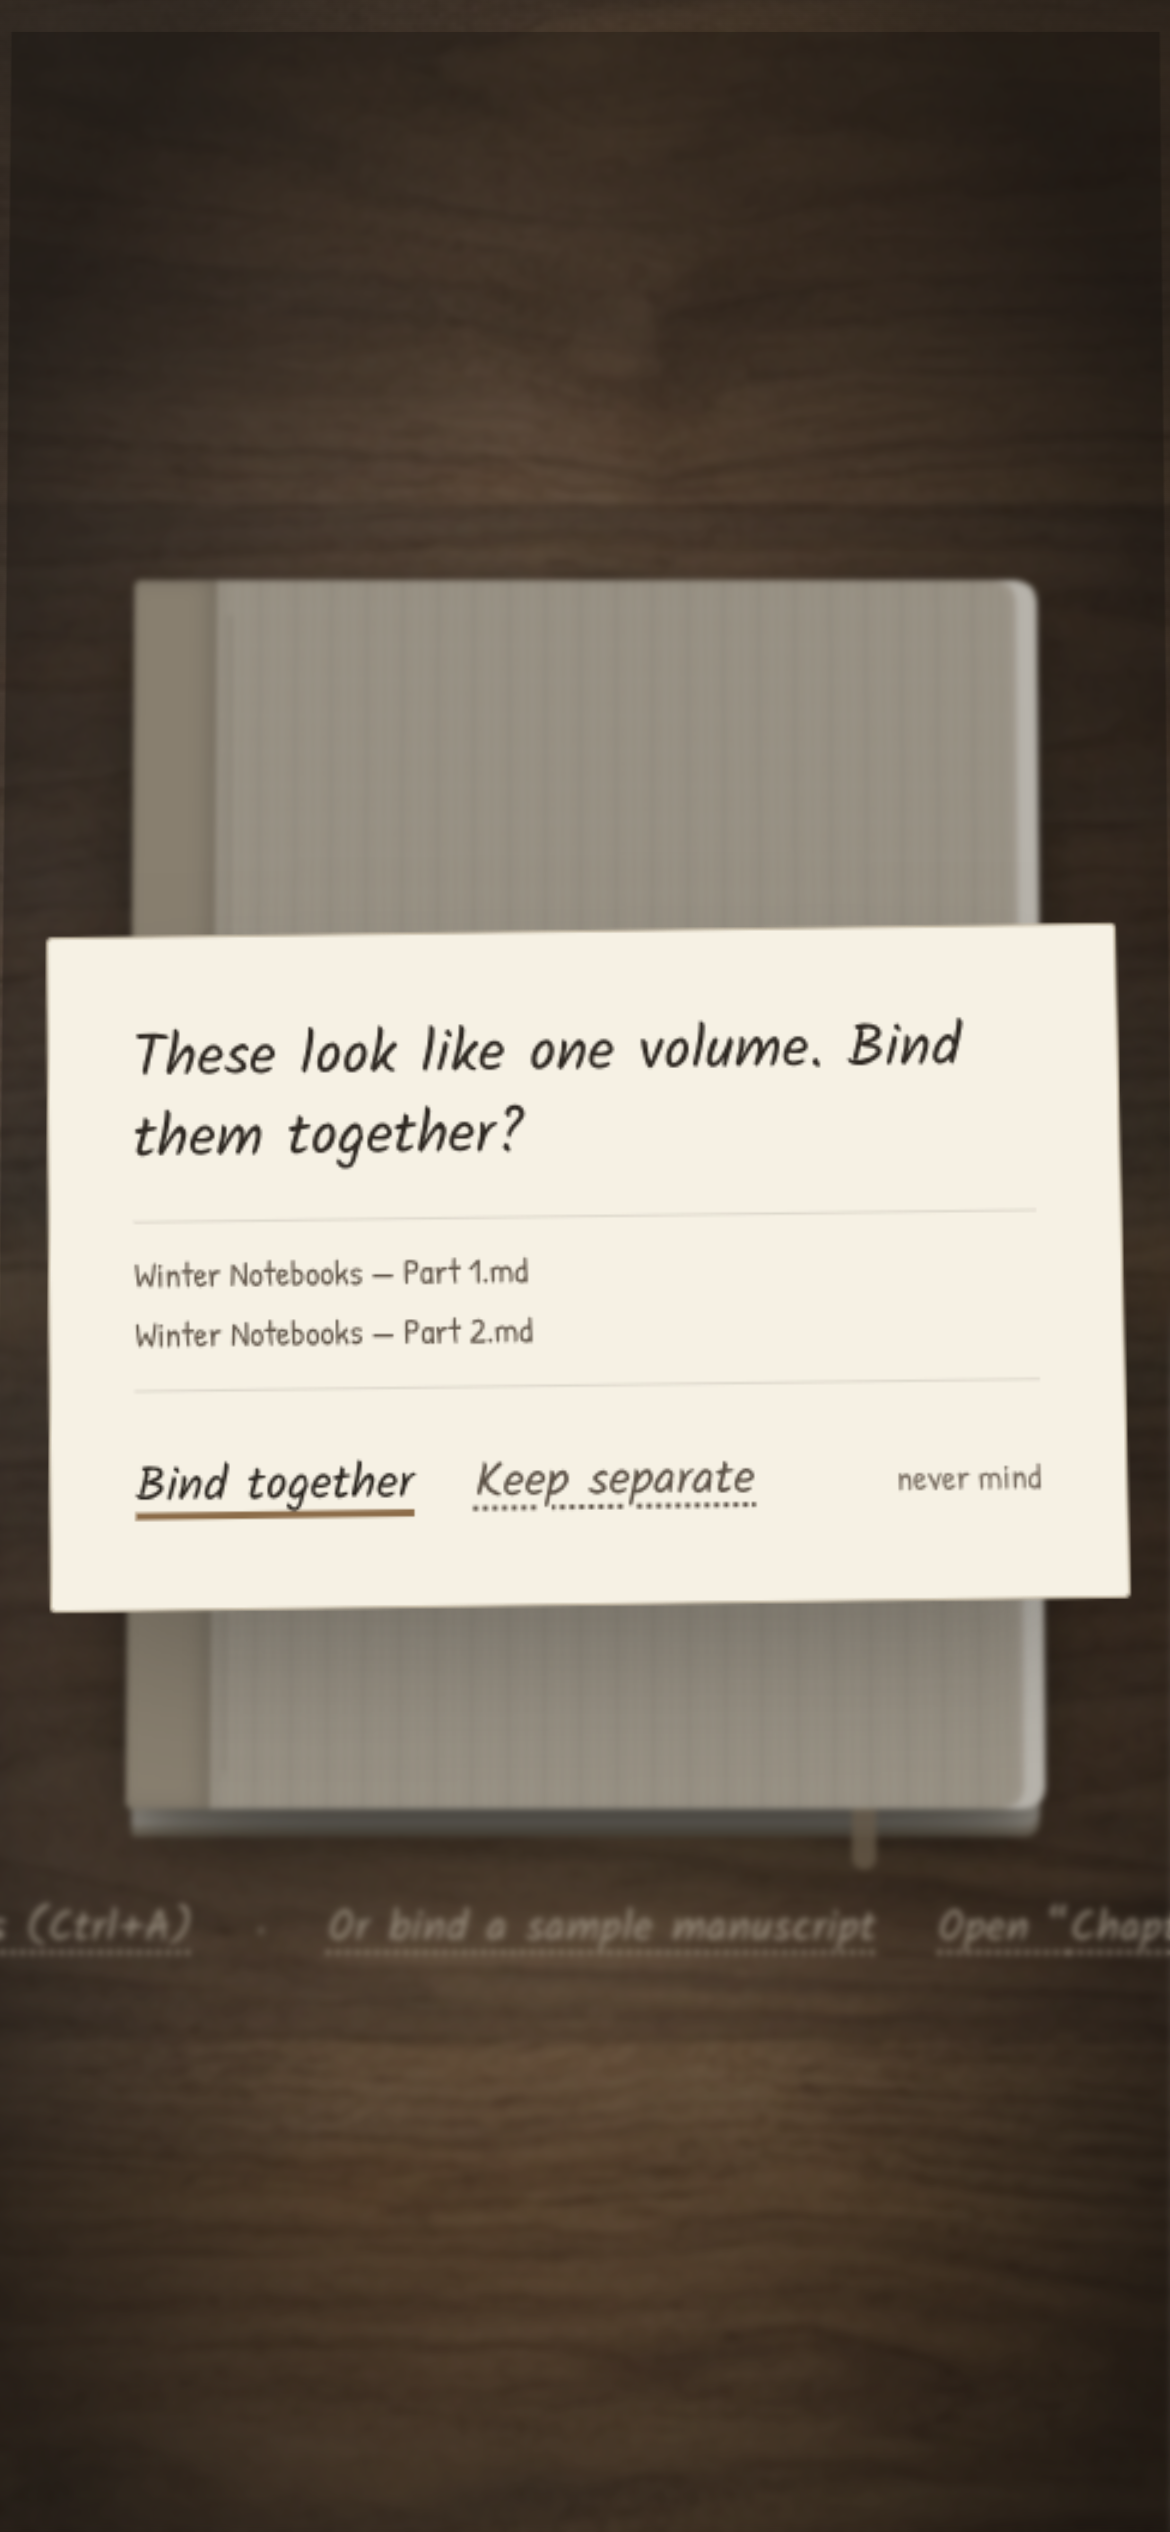 These look like one volume. Bind
them together?
Winter Notebooks — Part 1.md
Winter Notebooks — Part 2.md
Bind together Keep separate never mind
(Ctrl+A) · Or bind a sample manuscript Open